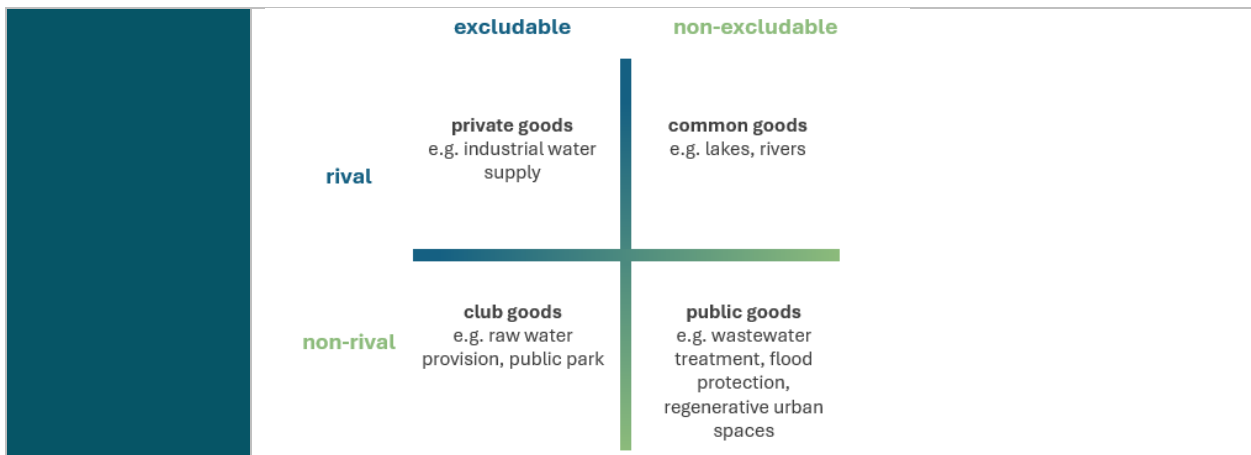 excludable
non-excludable
rival
private goods
e.g. industrial water
supply
common goods
e.g. lakes, rivers
non-rival
club goods
e.g. raw water
provision, public park
public goods
e.g. wastewater
treatment, flood
protection,
regenerative urban
spaces